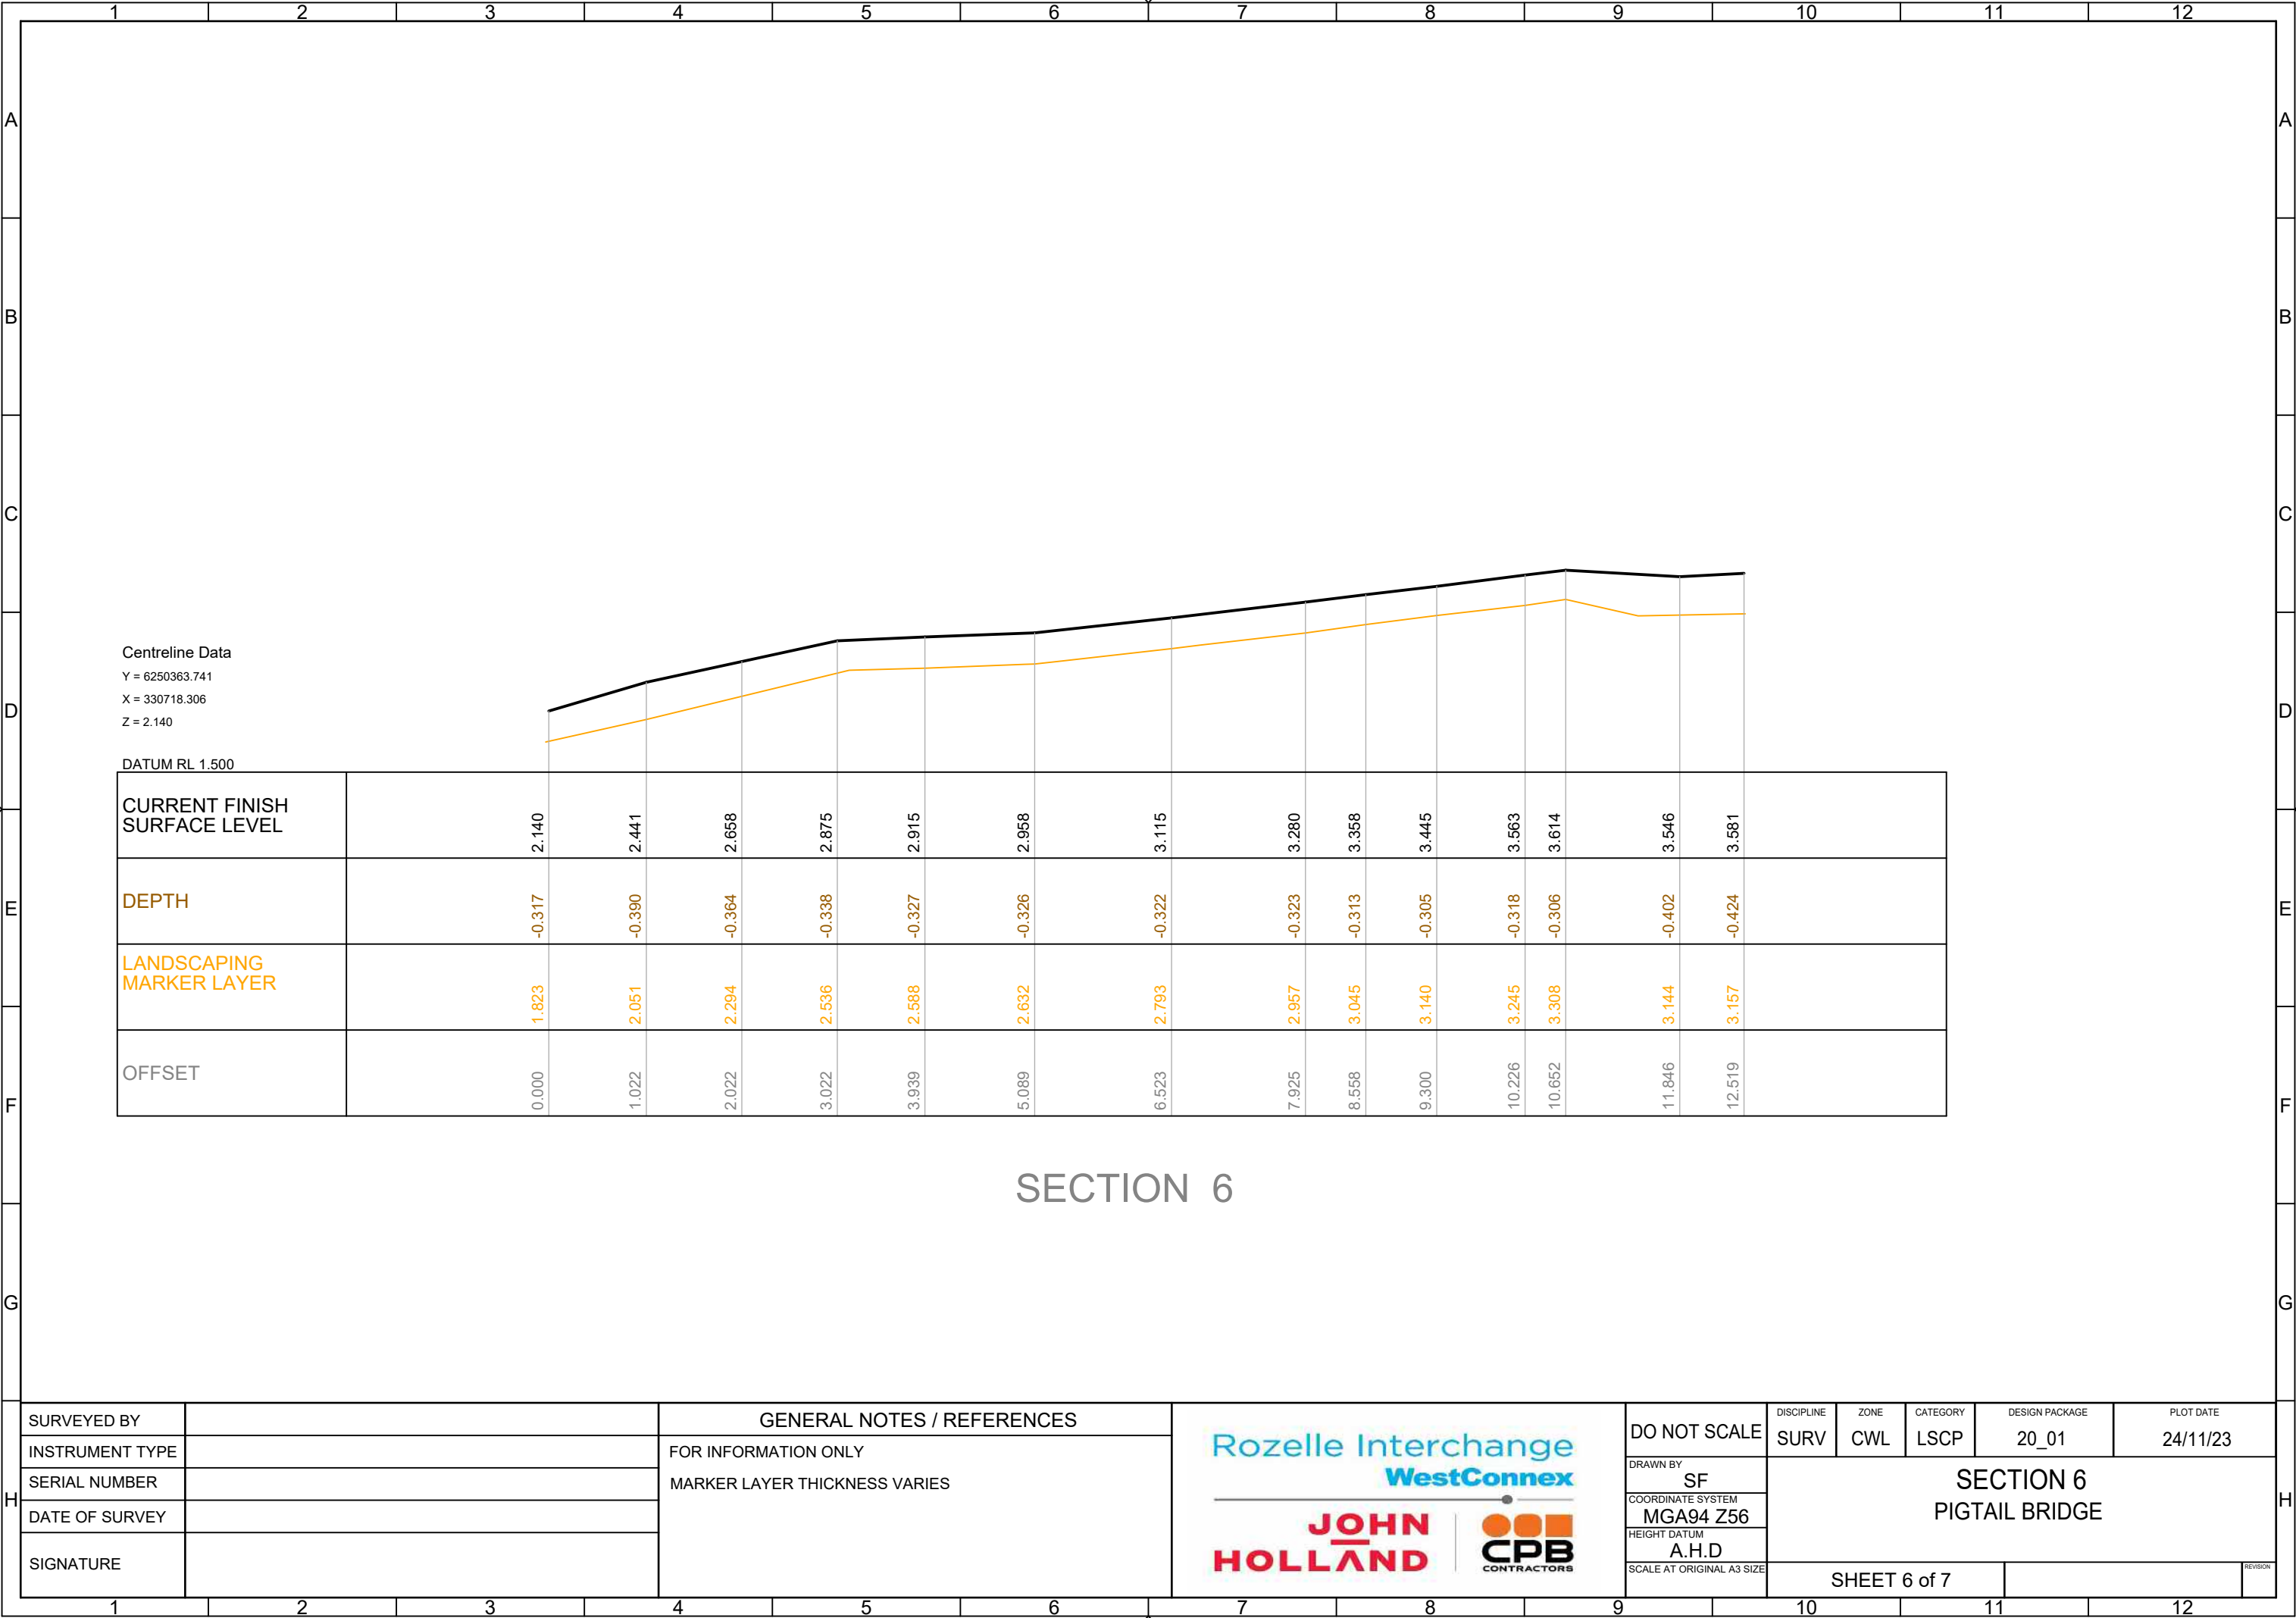 1 2 3 4 5 6 7 8 9 10 11 12
A A
B B
C C
D D
E E
F F
G G
H H
Centreline Data
Y = 6250363.741
X = 330718.306
Z = 2.140
DATUM RL 1.500
CURRENT FINISH
SURFACE LEVEL
2.140 2.441 2.658 2.875 2.915 2.958 3.115 3.280 3.358 3.445 3.563 3.614 3.546 3.581
DEPTH
-0.317 -0.390 -0.364 -0.338 -0.327 -0.326 -0.322 -0.323 -0.313 -0.305 -0.318 -0.306 -0.402 -0.424
LANDSCAPING
MARKER LAYER
1.823 2.051 2.294 2.536 2.588 2.632 2.793 2.957 3.045 3.140 3.245 3.308 3.144 3.157
OFFSET
0.000 1.022 2.022 3.022 3.939 5.089 6.523 7.925 8.558 9.300 10.226 10.652 11.846 12.519
SECTION 6
SURVEYED BY
INSTRUMENT TYPE
SERIAL NUMBER
DATE OF SURVEY
SIGNATURE
GENERAL NOTES / REFERENCES
FOR INFORMATION ONLY
MARKER LAYER THICKNESS VARIES
Rozelle Interchange
WestConnex
JOHN
HOLLAND
CPB
CONTRACTORS
DO NOT SCALE
DISCIPLINE
SURV
ZONE
CWL
CATEGORY
LSCP
DESIGN PACKAGE
20_01
PLOT DATE
24/11/23
DRAWN BY
SF
COORDINATE SYSTEM
MGA94 Z56
HEIGHT DATUM
A.H.D
SCALE AT ORIGINAL A3 SIZE
SECTION 6
PIGTAIL BRIDGE
SHEET 6 of 7
REVISION
1 2 3 4 5 6 7 8 9 10 11 12